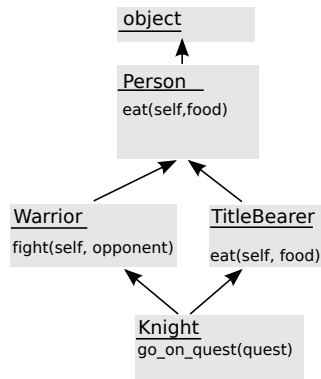 object
Person
eat(self,food)
Warrior
fight(self, opponent)
TitleBearer
eat(self, food)
Knight
go_on_quest(quest)